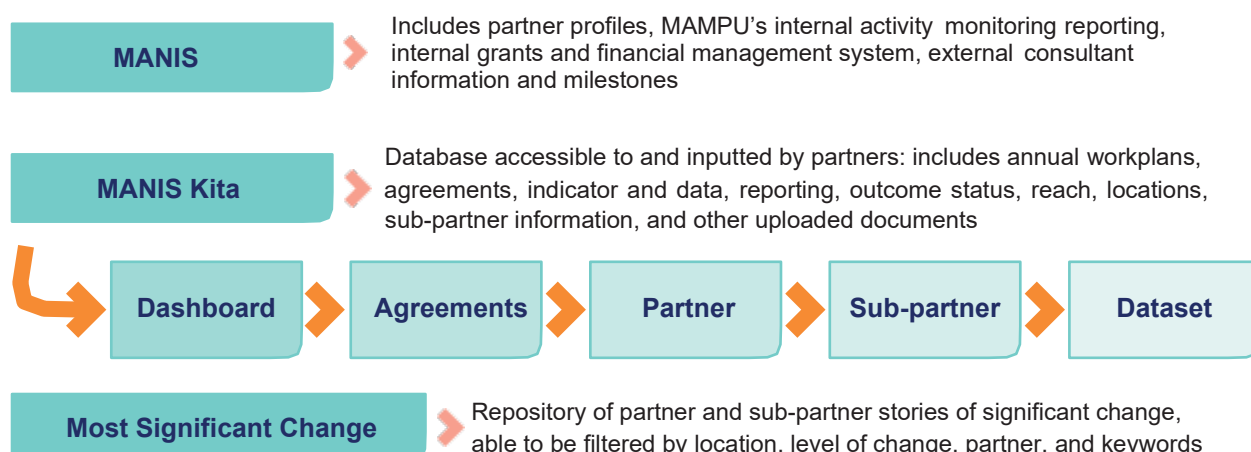 MANIS
Includes partner profiles, MAMPU's internal activity monitoring reporting,
internal grants and financial management system, external consultant
information and milestones
MANIS Kita
Database accessible to and inputted by partners: includes annual workplans,
agreements, indicator and data, reporting, outcome status, reach, locations,
sub-partner information, and other uploaded documents
Dashboard
Agreements
Partner
Sub-partner
Dataset
Most Significant Change
Repository of partner and sub-partner stories of significant change,
able to be filtered by location, level of change, partner, and keywords